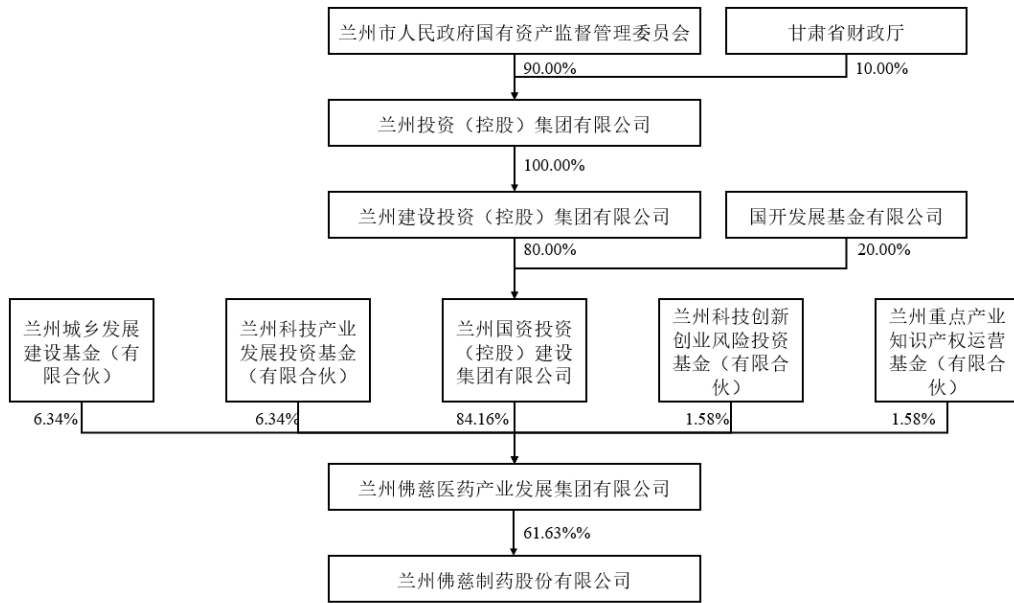 兰州市人民政府国有资产监督管理委员会
甘肃省财政厅
90.00%
10.00%
兰州投资（控股）集团有限公司
100.00%
兰州建设投资（控股）集团有限公司
国开发展基金有限公司
80.00%
20.00%
兰州城乡发展
建设基金（有
限合伙）
兰州科技产业
发展投资基金
（有限合伙）
兰州国资投资
（控股）建设
集团有限公司
兰州科技创新
创业风险投资
基金（有限合
伙）
兰州重点产业
知识产权运营
基金（有限合
伙）
6.34%
6.34%
84.16%
1.58%
1.58%
兰州佛慈医药产业发展集团有限公司
61.63%%
兰州佛慈制药股份有限公司